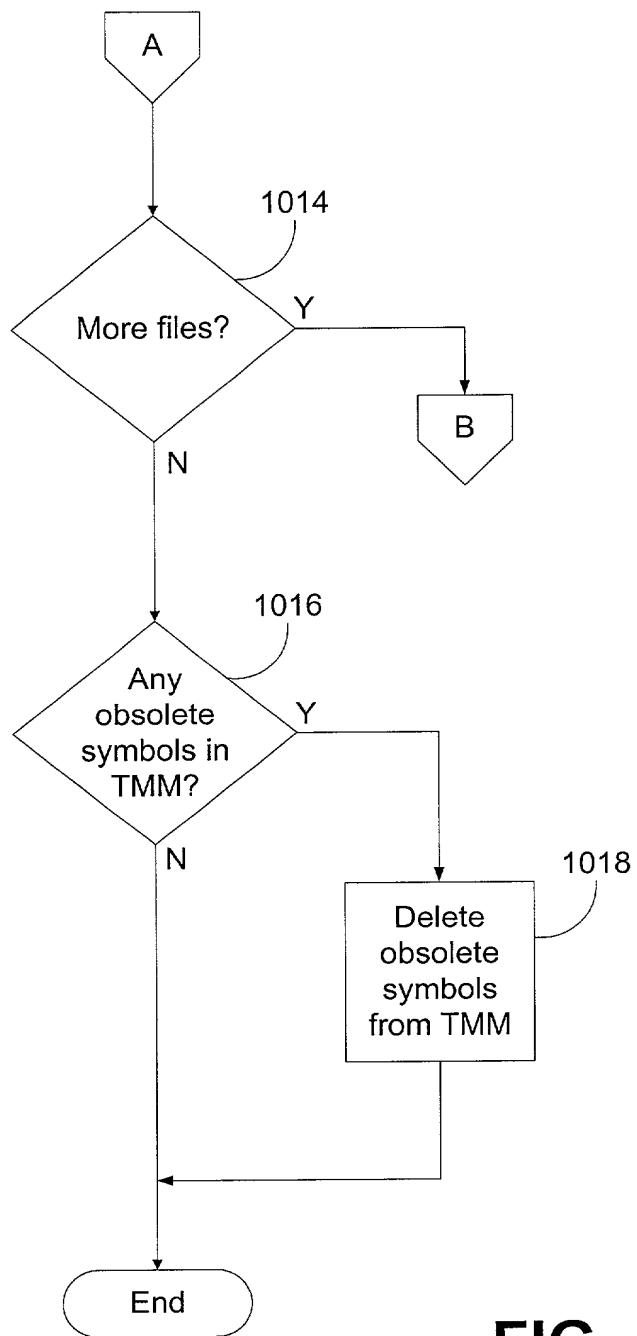 A
1014
More files?
Y
B
N
1016
Any
obsolete
symbols in
TMM?
Y
N
1018
Delete
obsolete
symbols
from TMM
End
FIG